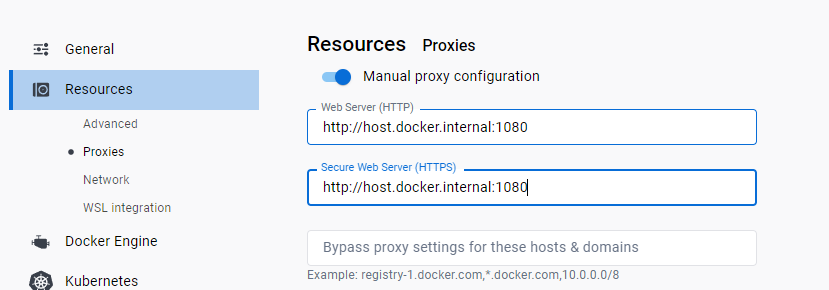 General
Resources
Advanced
Proxies
Network
WSL integration
Docker Engine
Kubernetes
Resources Proxies
Manual proxy configuration
Web Server (HTTP)
http://host.docker.internal:1080
Secure Web Server (HTTPS)
http://host.docker.internal:1080
Bypass proxy settings for these hosts & domains
Example: registry-1.docker.com,*.docker.com,10.0.0.0/8